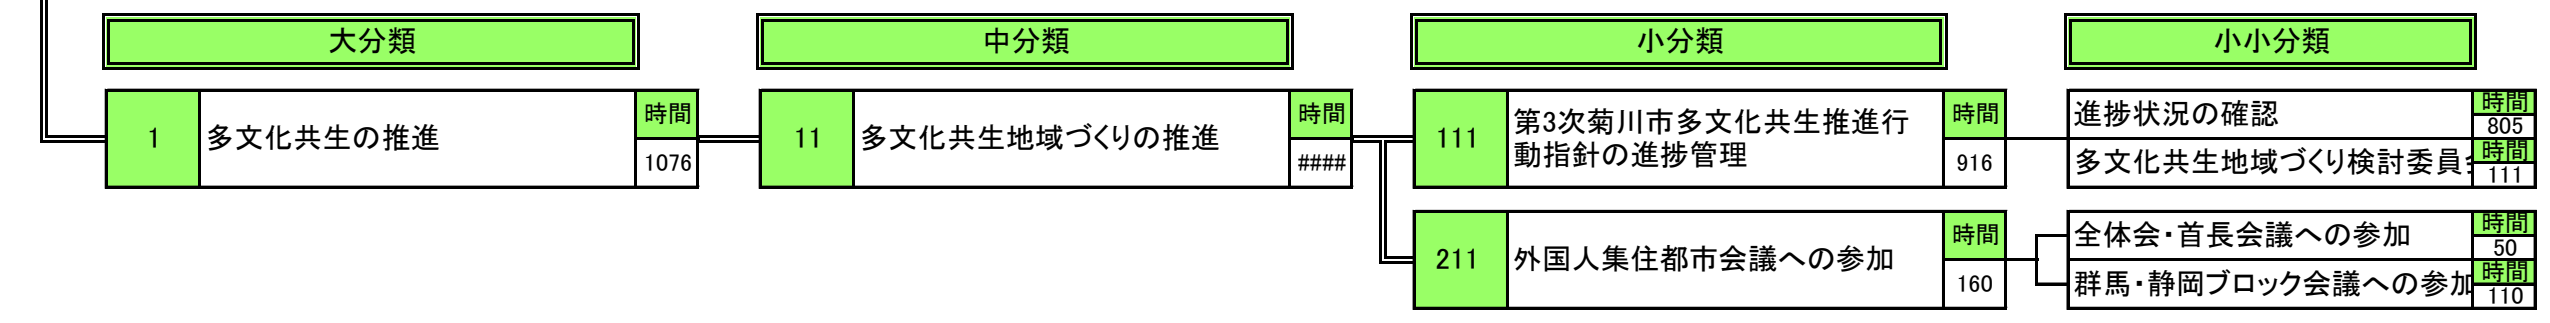 大分類
中分類
小分類
小小分類
1
多文化共生の推進
時間
1076
11
多文化共生地域づくりの推進
時間
####
111
第3次菊川市多文化共生推進行
動指針の進捗管理
時間
916
進捗状況の確認
時間
805
多文化共生地域づくり検討委員
時間
111
211
外国人集住都市会議への参加
時間
160
全体会・首長会議への参加
時間
50
群馬・静岡ブロック会議への参加
時間
110